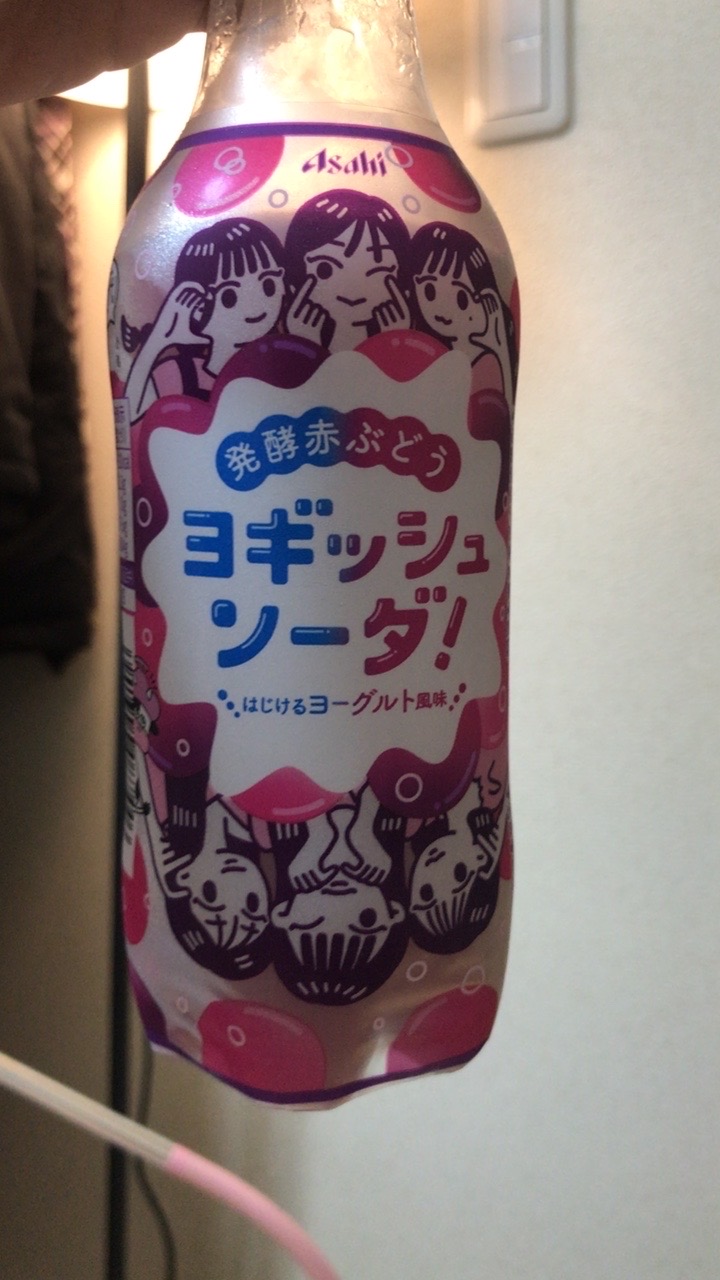 Asahi
発酵赤ぶどう
ヨギッシュ
ソーダ!
はじけるヨーグルト風味